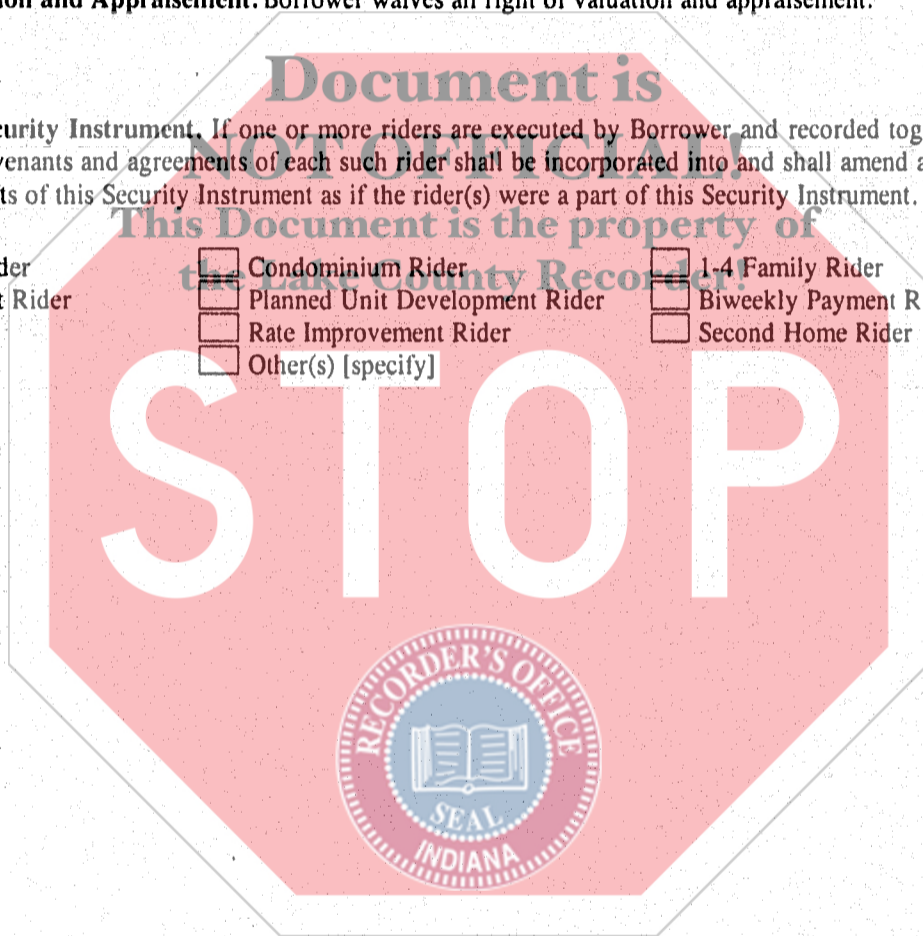 on and Appraisement. Borrower waives all right of valuation and appraisement.
Document is
curity Instrument. If one or more riders are executed by Borrower and recorded tog
NOT OFFICIAL!
venants and agreements of each such rider shall be incorporated into and shall amend a
ts of this Security Instrument as if the rider(s) were a part of this Security Instrument.
This Document is the property of
the Lake County Recorder!
der Condominium Rider 1-4 Family Rider
t Rider Planned Unit Development Rider Biweekly Payment R
Rate Improvement Rider Second Home Rider
Other(s) [specify]
STOP
RECORDER'S OFFICE
SEAL
INDIANA